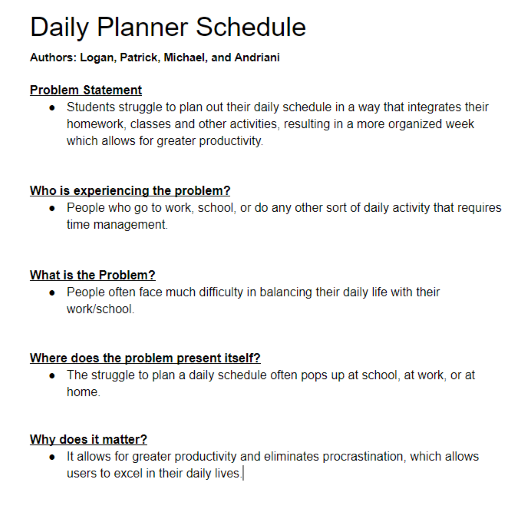 Daily Planner Schedule
Authors: Logan, Patrick, Michael, and Andriani
Problem Statement
● Students struggle to plan out their daily schedule in a way that integrates their
homework, classes and other activities, resulting in a more organized week
which allows for greater productivity.
Who is experiencing the problem?
● People who go to work, school, or do any other sort of daily activity that requires
time management.
What is the Problem?
● People often face much difficulty in balancing their daily life with their
work/school.
Where does the problem present itself?
● The struggle to plan a daily schedule often pops up at school, at work, or at
home.
Why does it matter?
● It allows for greater productivity and eliminates procrastination, which allows
users to excel in their daily lives.